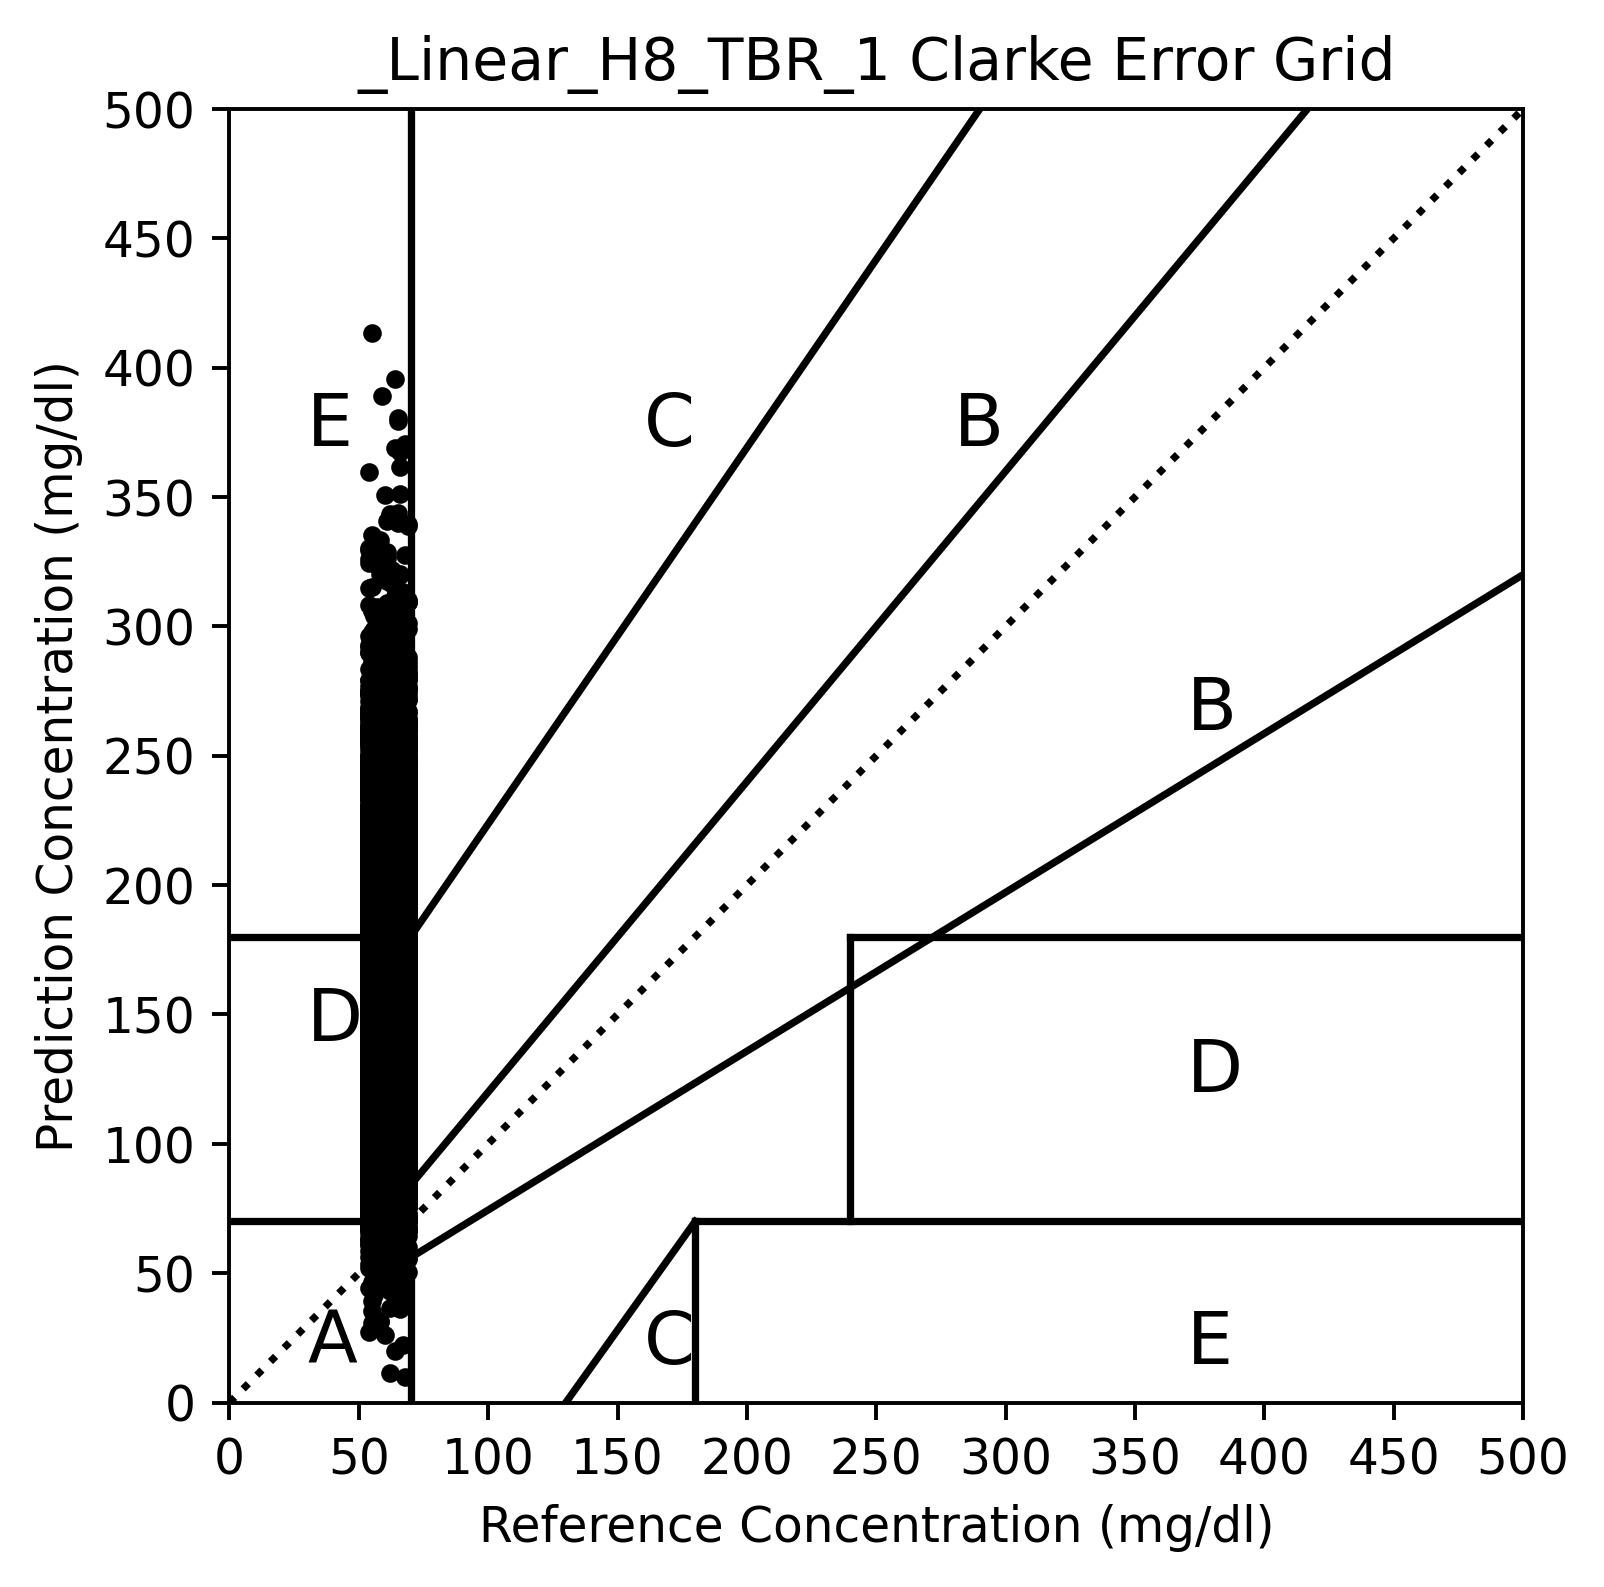 _Linear_H8_TBR_1 Clarke Error Grid
500
450
400
350
300
250
200
150
100
50
0
Prediction Concentration (mg/dl)
E
C
B
B
D
D
A
C
E
0 50 100 150 200 250 300 350 400 450 500
Reference Concentration (mg/dl)